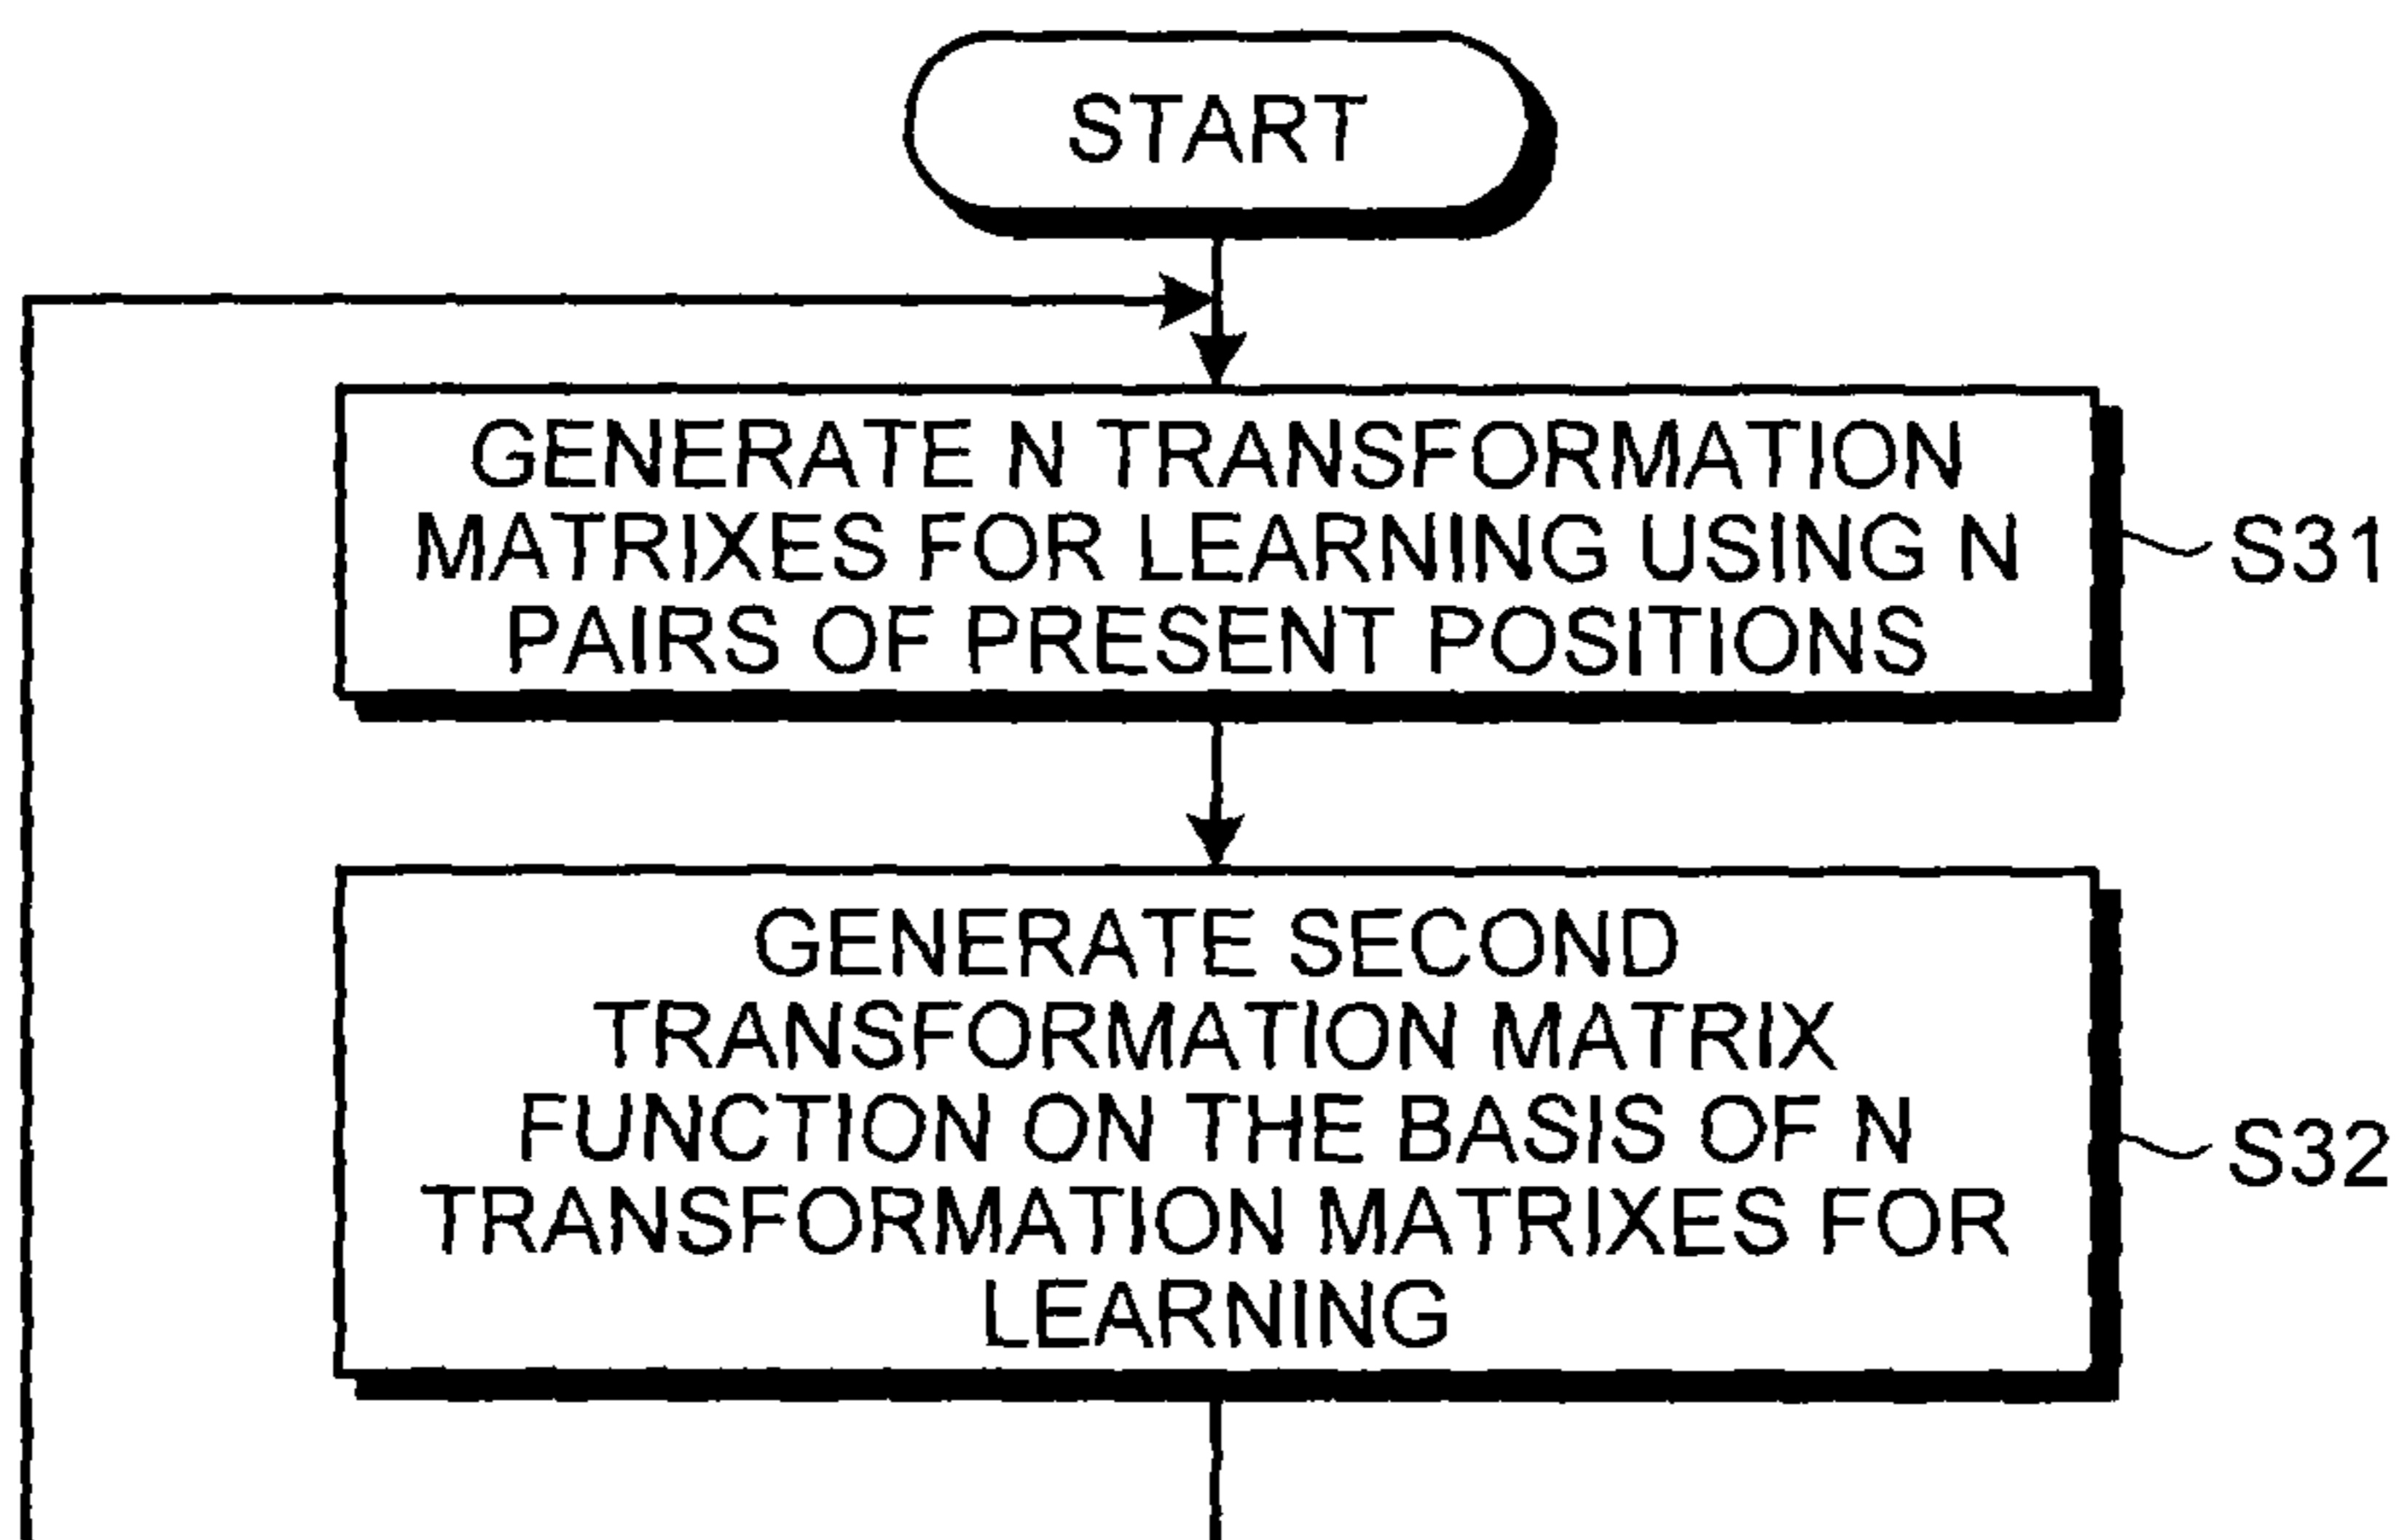 START
GENERATE N TRANSFORMATION
MATRIXES FOR LEARNING USING N
PAIRS OF PRESENT POSITIONS
S31
GENERATE SECOND
TRANSFORMATION MATRIX
FUNCTION ON THE BASIS OF N
TRANSFORMATION MATRIXES FOR
LEARNING
S32